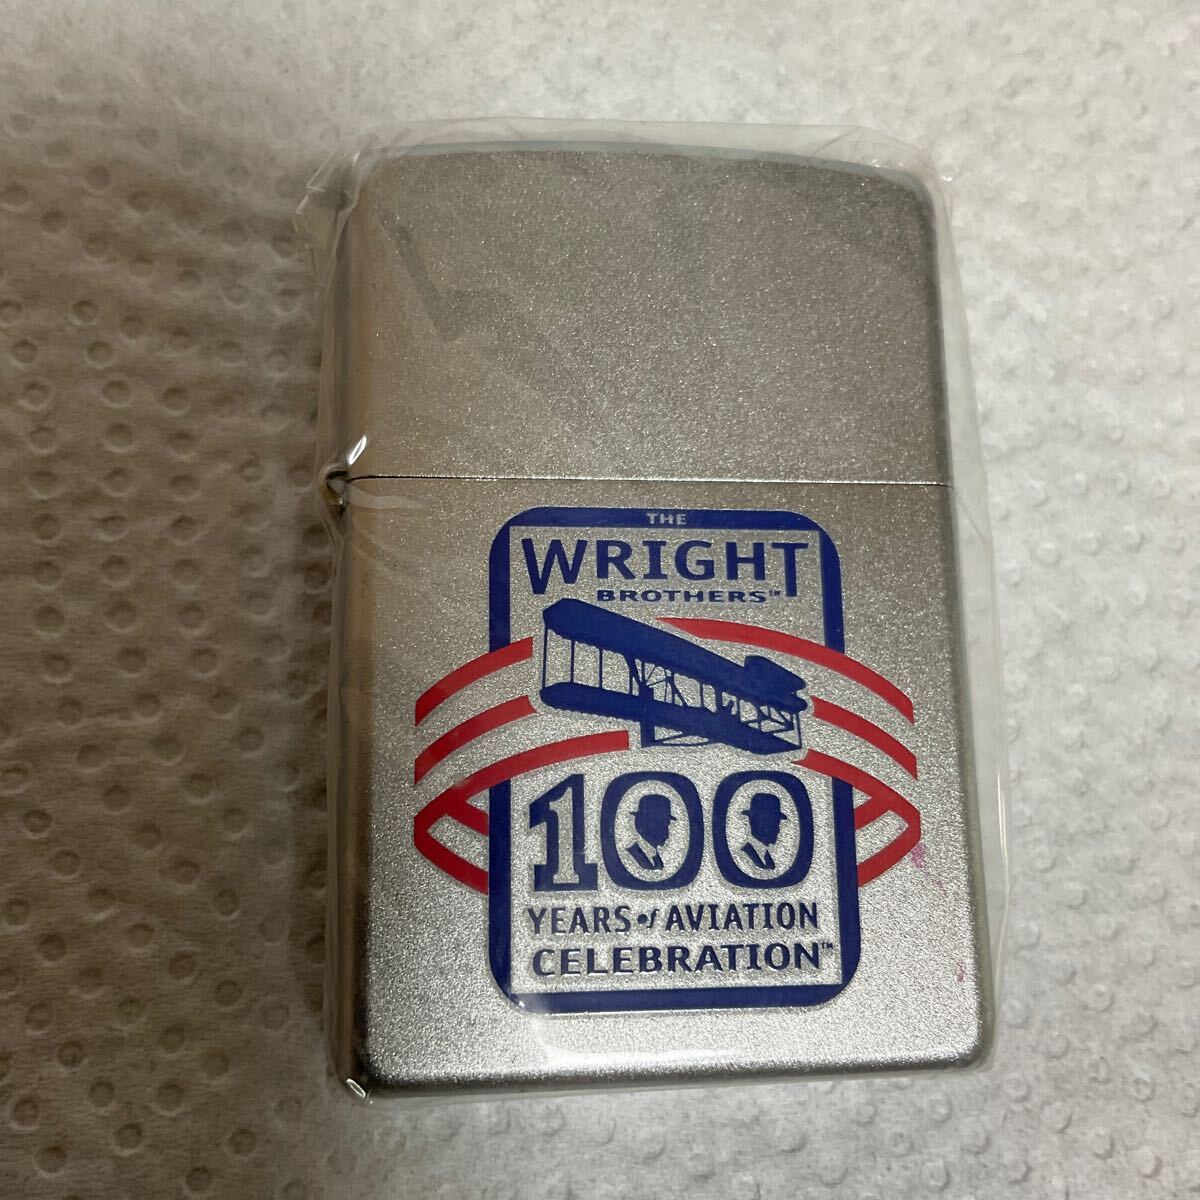 THE
WRIGHT
BROTHERS™
100
YEARS of AVIATION
CELEBRATION™